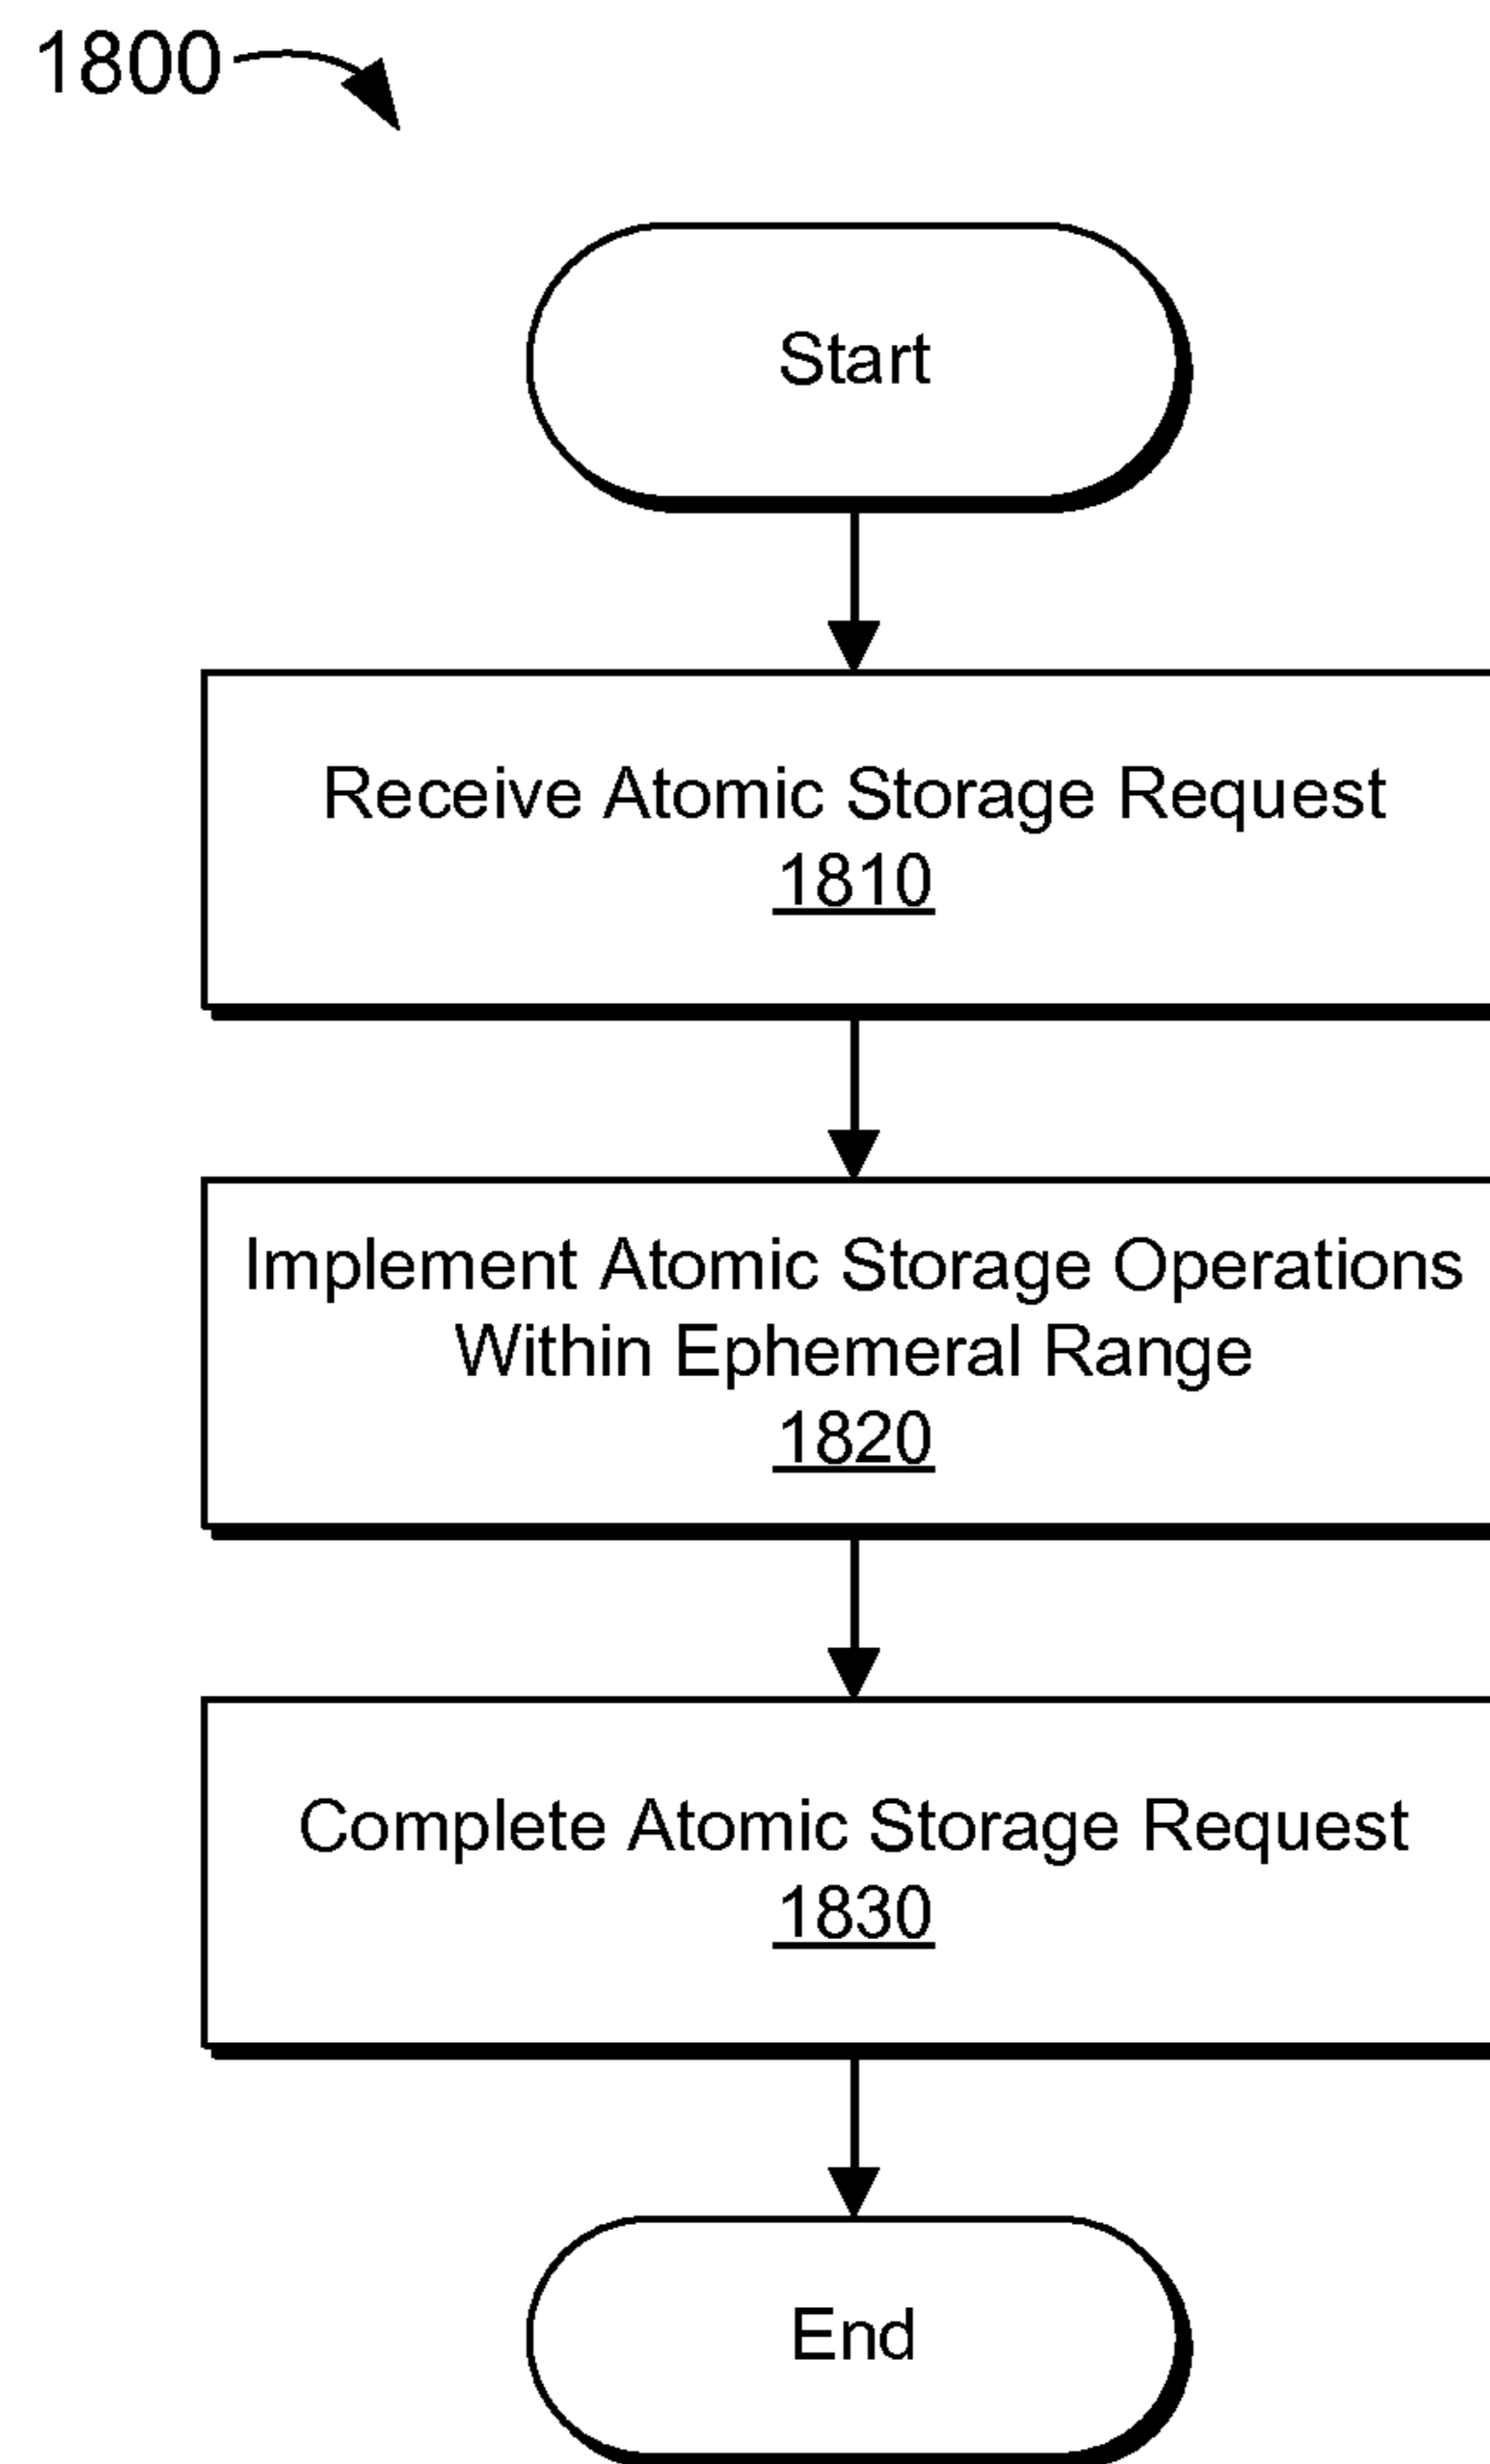 1800
Start
Receive Atomic Storage Request
1810
Implement Atomic Storage Operations
Within Ephemeral Range
1820
Complete Atomic Storage Request
1830
End